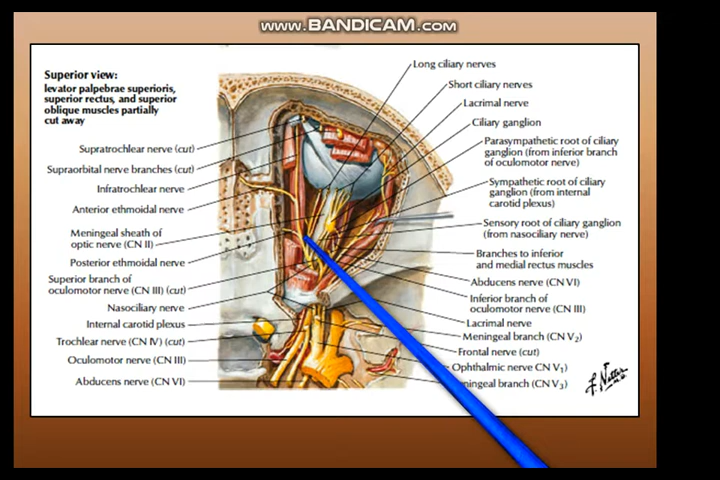 WWW.BANDICAM.COM
Superior view:
levator palpebrae superioris,
superior rectus, and superior
oblique muscles partially
cut away
Supratrochlear nerve (cut)
Supraorbital nerve branches (cut)
Infratrochlear nerve
Anterior ethmoidal nerve
Meningeal sheath of
optic nerve (CN II)
Posterior ethmoidal nerve
Superior branch of
oculomotor nerve (CN III) (cut)
Nasociliary nerve
Internal carotid plexus
Trochlear nerve (CN IV) (cut)
Oculomotor nerve (CN III)
Abducens nerve (CN VI)
Long ciliary nerves
Short ciliary nerves
Lacrimal nerve
Ciliary ganglion
Parasympathetic root of ciliary
ganglion (from inferior branch
of oculomotor nerve)
Sympathetic root of ciliary
ganglion (from internal
carotid plexus)
Sensory root of ciliary ganglion
(from nasociliary nerve)
Branches to inferior
and medial rectus muscles
Abducens nerve (CN VI)
Inferior branch of
oculomotor nerve (CN III)
Lacrimal nerve
Meningeal branch (CN V2)
Frontal nerve (cut)
Ophthalmic nerve CN V1)
eningeal branch (CN V3)
F. Netter
M.D.